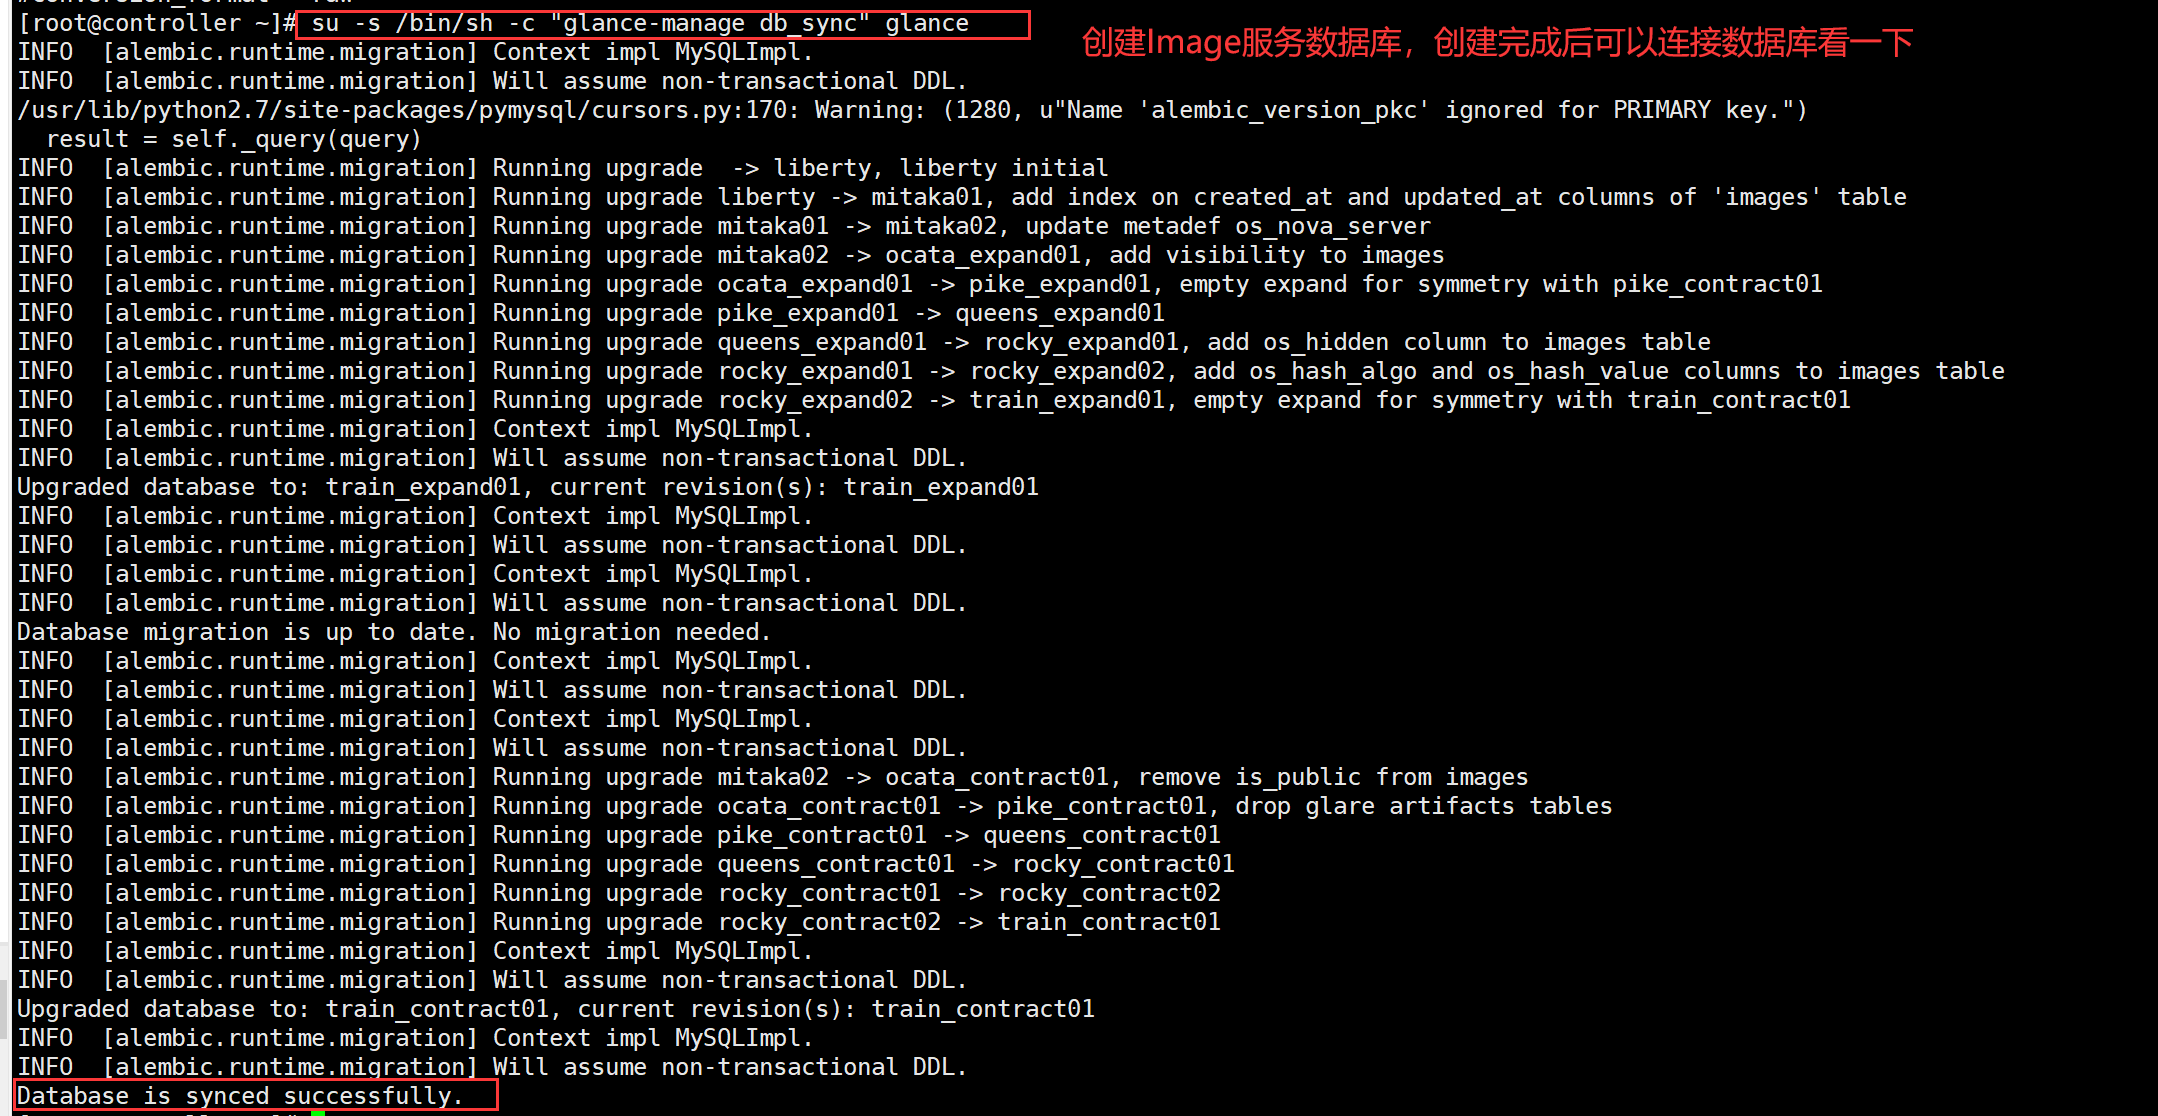 [root@controller ~]# su -s /bin/sh -c "glance-manage db_sync" glance
创建Image服务数据库，创建完成后可以连接数据库看一下
INFO  [alembic.runtime.migration] Context impl MySQLImpl.
INFO  [alembic.runtime.migration] Will assume non-transactional DDL.
/usr/lib/python2.7/site-packages/pymysql/cursors.py:170: Warning: (1280, u"Name 'alembic_version_pkc' ignored for PRIMARY key.")
  result = self._query(query)
INFO  [alembic.runtime.migration] Running upgrade  -> liberty, liberty initial
INFO  [alembic.runtime.migration] Running upgrade liberty -> mitaka01, add index on created_at and updated_at columns of 'images' table
INFO  [alembic.runtime.migration] Running upgrade mitaka01 -> mitaka02, update metadef os_nova_server
INFO  [alembic.runtime.migration] Running upgrade mitaka02 -> ocata_expand01, add visibility to images
INFO  [alembic.runtime.migration] Running upgrade ocata_expand01 -> pike_expand01, empty expand for symmetry with pike_contract01
INFO  [alembic.runtime.migration] Running upgrade pike_expand01 -> queens_expand01
INFO  [alembic.runtime.migration] Running upgrade queens_expand01 -> rocky_expand01, add os_hidden column to images table
INFO  [alembic.runtime.migration] Running upgrade rocky_expand01 -> rocky_expand02, add os_hash_algo and os_hash_value columns to images table
INFO  [alembic.runtime.migration] Running upgrade rocky_expand02 -> train_expand01, empty expand for symmetry with train_contract01
INFO  [alembic.runtime.migration] Context impl MySQLImpl.
INFO  [alembic.runtime.migration] Will assume non-transactional DDL.
Upgraded database to: train_expand01, current revision(s): train_expand01
INFO  [alembic.runtime.migration] Context impl MySQLImpl.
INFO  [alembic.runtime.migration] Will assume non-transactional DDL.
INFO  [alembic.runtime.migration] Context impl MySQLImpl.
INFO  [alembic.runtime.migration] Will assume non-transactional DDL.
Database migration is up to date. No migration needed.
INFO  [alembic.runtime.migration] Context impl MySQLImpl.
INFO  [alembic.runtime.migration] Will assume non-transactional DDL.
INFO  [alembic.runtime.migration] Context impl MySQLImpl.
INFO  [alembic.runtime.migration] Will assume non-transactional DDL.
INFO  [alembic.runtime.migration] Running upgrade mitaka02 -> ocata_contract01, remove is_public from images
INFO  [alembic.runtime.migration] Running upgrade ocata_contract01 -> pike_contract01, drop glare artifacts tables
INFO  [alembic.runtime.migration] Running upgrade pike_contract01 -> queens_contract01
INFO  [alembic.runtime.migration] Running upgrade queens_contract01 -> rocky_contract01
INFO  [alembic.runtime.migration] Running upgrade rocky_contract01 -> rocky_contract02
INFO  [alembic.runtime.migration] Running upgrade rocky_contract02 -> train_contract01
INFO  [alembic.runtime.migration] Context impl MySQLImpl.
INFO  [alembic.runtime.migration] Will assume non-transactional DDL.
Upgraded database to: train_contract01, current revision(s): train_contract01
INFO  [alembic.runtime.migration] Context impl MySQLImpl.
INFO  [alembic.runtime.migration] Will assume non-transactional DDL.
Database is synced successfully.